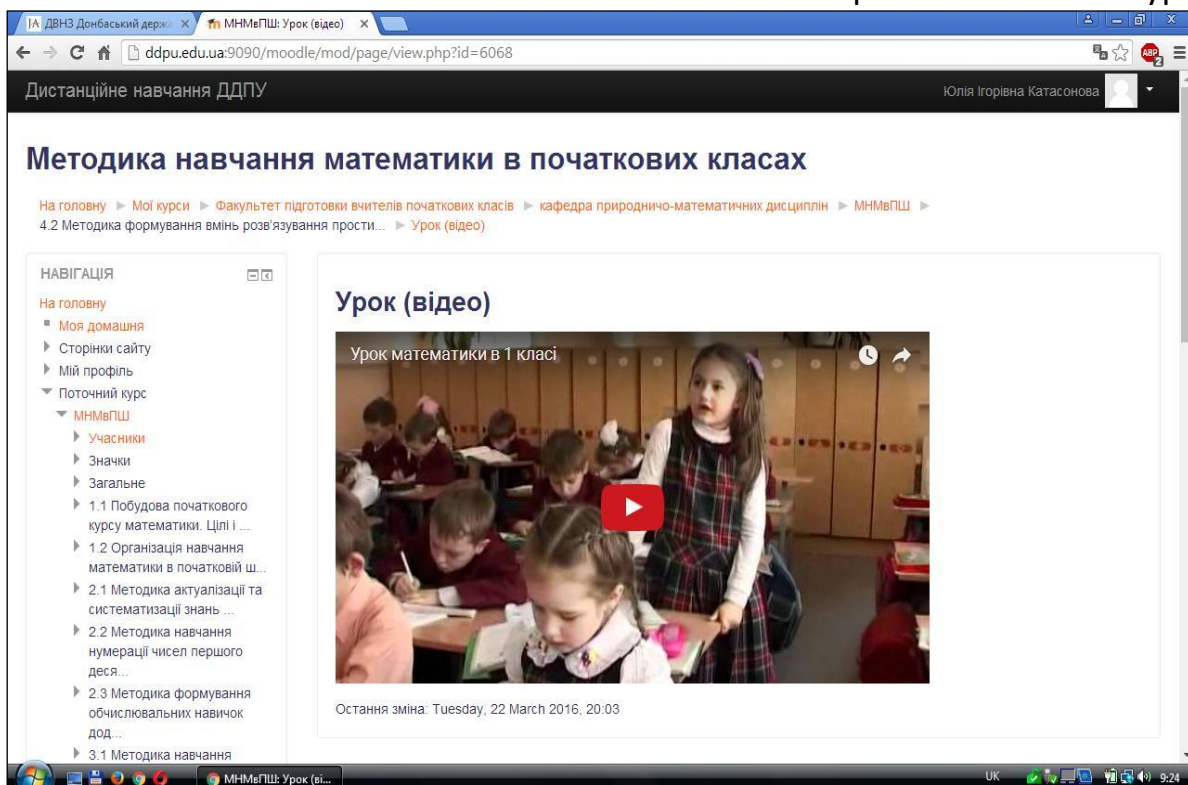 ДВНЗ Донбаський держа
МНМвПШ: Урок (відео)
ddpu.edu.ua:9090/moodle/mod/page/view.php?id=6068
ABP
2
Дистанційне навчання ДДПУ
Юлія Ігорівна Катасонова
Методика навчання математики в початкових класах
На головну ► Мої курси ► Факультет підготовки вчителів початкових класів ► кафедра природничо-математичних дисциплін ► МНМвПШ ►
4.2 Методика формування вмінь розв'язування прости... ► Урок (відео)
НАВІГАЦІЯ
На головну
Моя домашня
Сторінки сайту
Мій профіль
Поточний курс
МНМвПШ
Учасники
Значки
Загальне
1.1 Побудова початкового
курсу математики. Цілі і ...
1.2 Організація навчання
математики в початковій ш...
2.1 Методика актуалізації та
систематизації знань ...
2.2 Методика навчання
нумерації чисел першого
деся...
2.3 Методика формування
обчислювальних навичок
дод...
3.1 Методика навчання
Урок (відео)
Урок математики в 1 класі
Остання зміна: Tuesday, 22 March 2016, 20:03
МНМвПШ: Урок (ві...
UK
9:24